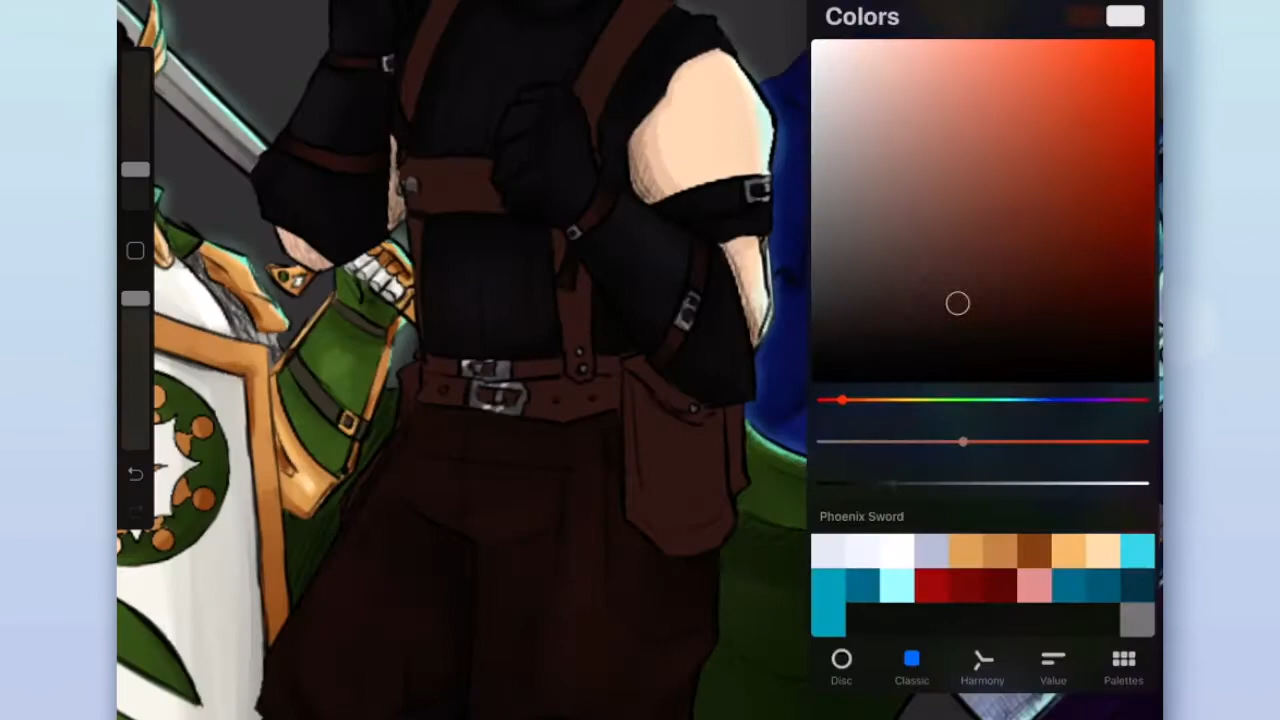 Colors
Phoenix Sword
Disc
Classic
Harmony
Value
Palettes